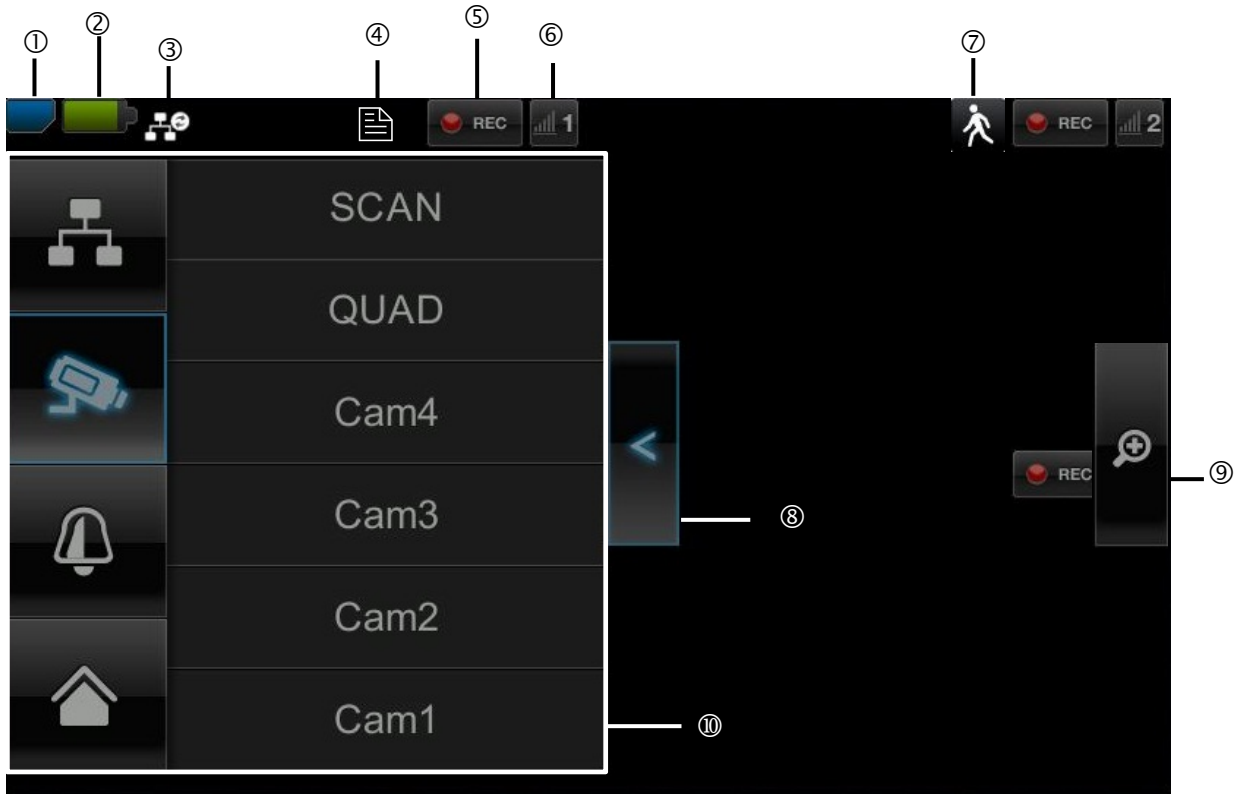 ① ② ③ ④ ⑤ ⑥ ⑦
REC 1 REC 2
SCAN
QUAD
Cam4
<
REC
⑨
Cam3
⑧
Cam2
Cam1
⑩